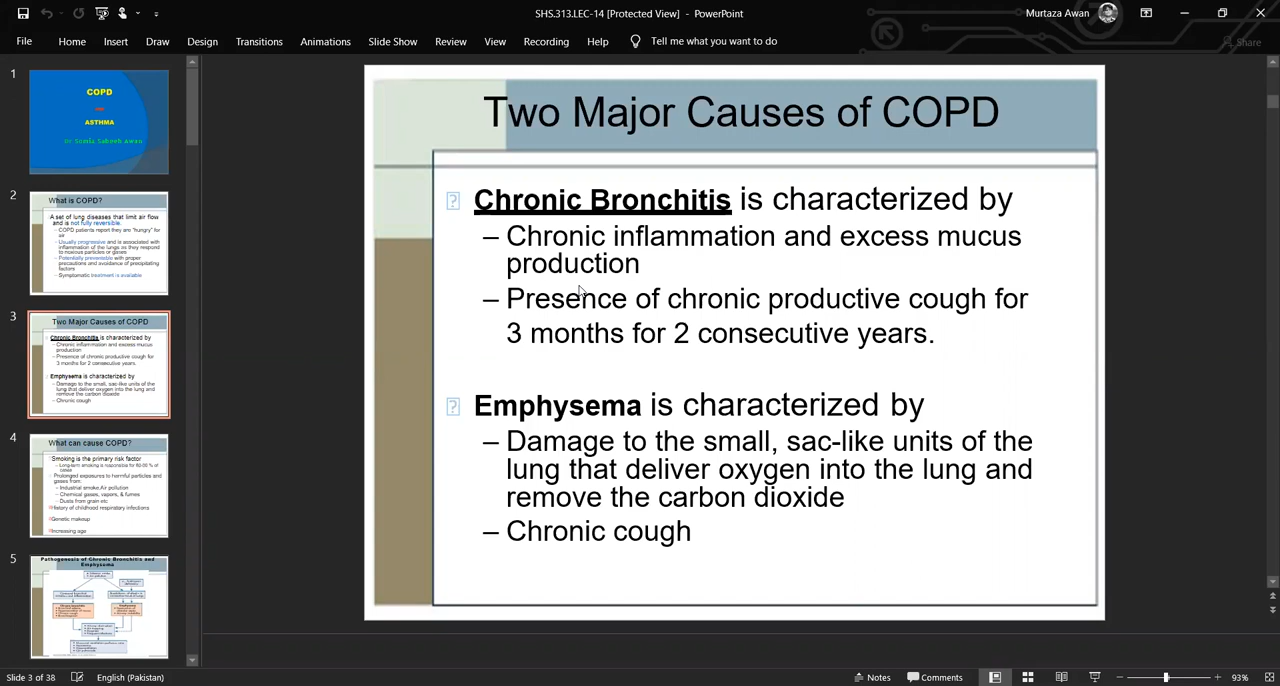 SHS.313.LEC-14 [Protected View] - PowerPoint
Murtaza Awan
File Home Insert Draw Design Transitions Animations Slide Show Review View Recording Help Tell me what you want to do
Share
1
COPD
ASTHMA
2
What is COPD?
A set of lung diseases that limit air flow
and is not fully reversible.
– COPD patients report they are "hungry" for
air
– Usually progressive and is associated with
inflammation of the lungs as they respond
to noxious particles or gases
– Potentially preventable with proper
precautions and avoidance of precipitating
factors
– Symptomatic treatment is available
3
Two Major Causes of COPD
Chronic Bronchitis is characterized by
– Chronic inflammation and excess mucus
production
– Presence of chronic productive cough for
3 months for 2 consecutive years.
Emphysema is characterized by
– Damage to the small, sac-like units of the
lung that deliver oxygen into the lung and
remove the carbon dioxide
– Chronic cough
4
What can cause COPD?
Smoking is the primary risk factor
– Long-term smoking is responsible for
cases
Prolonged exposures to harmful particles and
gases from:
– Industrial smoke, Air pollution
– Chemical gases, vapors, & fumes
– Dusts from grain etc
History of childhood respiratory infections
Genetic makeup
Increasing age
5
Pathogenesis of Chronic Bronchitis and
Emphysema
Two Major Causes of COPD
Chronic Bronchitis is characterized by
– Chronic inflammation and excess mucus
production
– Presence of chronic productive cough for
3 months for 2 consecutive years.
Emphysema is characterized by
– Damage to the small, sac-like units of the
lung that deliver oxygen into the lung and
remove the carbon dioxide
– Chronic cough
Slide 3 of 38 English (Pakistan) Notes Comments 93%